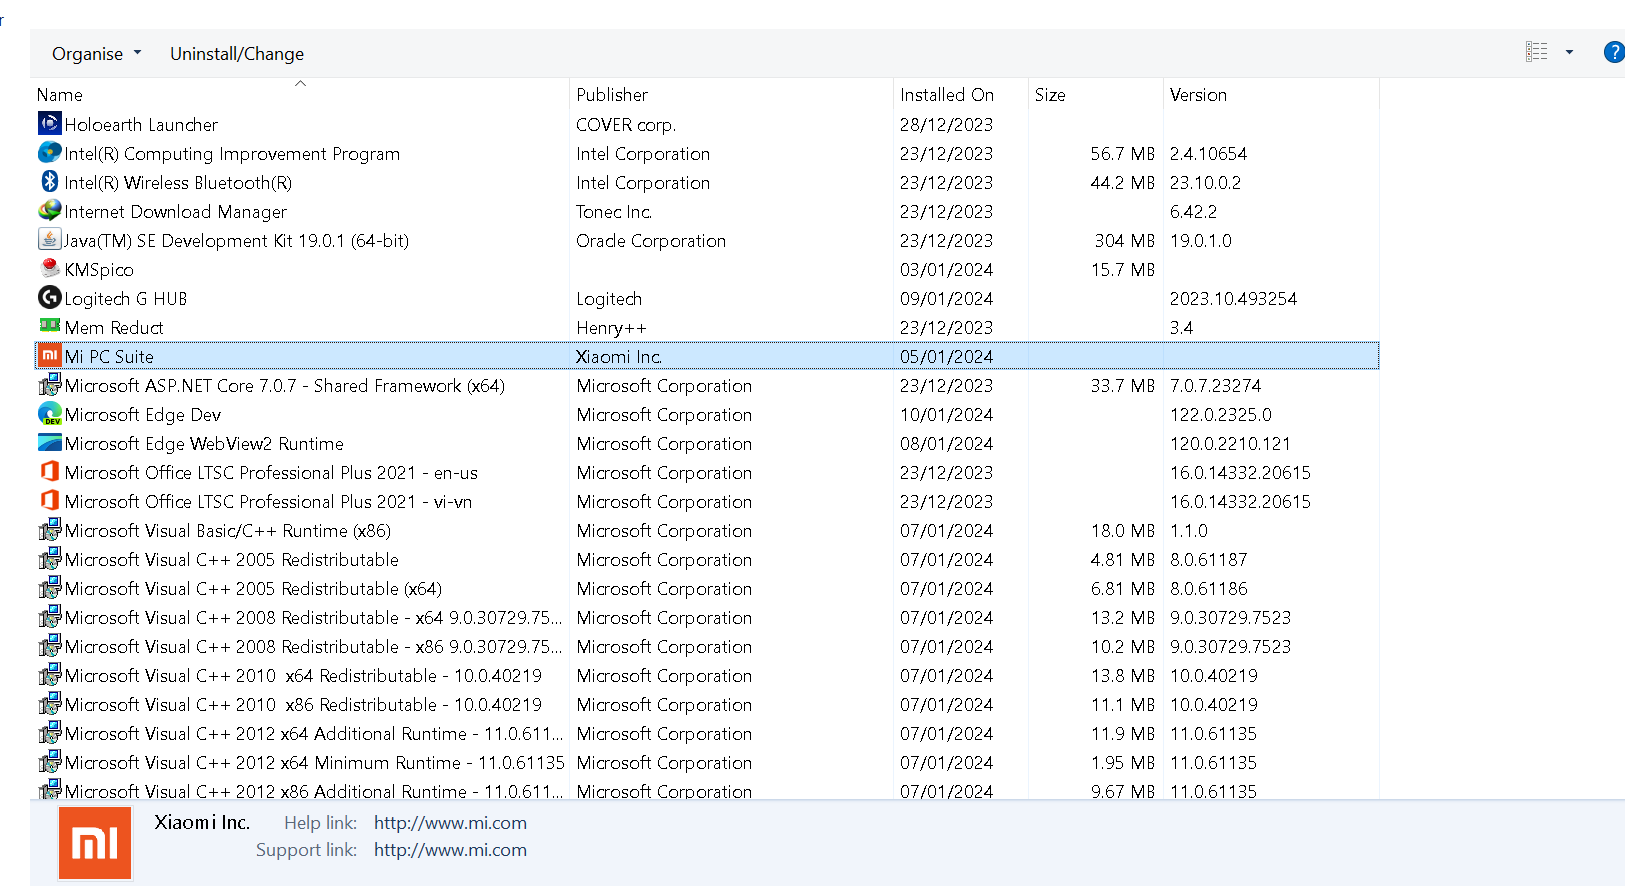 r
Organise Uninstall/Change ?
Name Publisher Installed On Size Version
Holoearth Launcher COVER corp. 28/12/2023
Intel(R) Computing Improvement Program Intel Corporation 23/12/2023 56.7 MB 2.4.10654
Intel(R) Wireless Bluetooth(R) Intel Corporation 23/12/2023 44.2 MB 23.10.0.2
Internet Download Manager Tonec Inc. 23/12/2023 6.42.2
Java(TM) SE Development Kit 19.0.1 (64-bit) Oracle Corporation 23/12/2023 304 MB 19.0.1.0
KMSpico 03/01/2024 15.7 MB
Logitech G HUB Logitech 09/01/2024 2023.10.493254
Mem Reduct Henry++ 23/12/2023 3.4
mi Mi PC Suite Xiaomi Inc. 05/01/2024
Microsoft ASP.NET Core 7.0.7 - Shared Framework (x64) Microsoft Corporation 23/12/2023 33.7 MB 7.0.7.23274
DEV Microsoft Edge Dev Microsoft Corporation 10/01/2024 122.0.2325.0
Microsoft Edge WebView2 Runtime Microsoft Corporation 08/01/2024 120.0.2210.121
Microsoft Office LTSC Professional Plus 2021 - en-us Microsoft Corporation 23/12/2023 16.0.14332.20615
Microsoft Office LTSC Professional Plus 2021 - vi-vn Microsoft Corporation 23/12/2023 16.0.14332.20615
Microsoft Visual Basic/C++ Runtime (x86) Microsoft Corporation 07/01/2024 18.0 MB 1.1.0
Microsoft Visual C++ 2005 Redistributable Microsoft Corporation 07/01/2024 4.81 MB 8.0.61187
Microsoft Visual C++ 2005 Redistributable (x64) Microsoft Corporation 07/01/2024 6.81 MB 8.0.61186
Microsoft Visual C++ 2008 Redistributable - x64 9.0.30729.75... Microsoft Corporation 07/01/2024 13.2 MB 9.0.30729.7523
Microsoft Visual C++ 2008 Redistributable - x86 9.0.30729.75... Microsoft Corporation 07/01/2024 10.2 MB 9.0.30729.7523
Microsoft Visual C++ 2010 x64 Redistributable - 10.0.40219 Microsoft Corporation 07/01/2024 13.8 MB 10.0.40219
Microsoft Visual C++ 2010 x86 Redistributable - 10.0.40219 Microsoft Corporation 07/01/2024 11.1 MB 10.0.40219
Microsoft Visual C++ 2012 x64 Additional Runtime - 11.0.611... Microsoft Corporation 07/01/2024 11.9 MB 11.0.61135
Microsoft Visual C++ 2012 x64 Minimum Runtime - 11.0.61135 Microsoft Corporation 07/01/2024 1.95 MB 11.0.61135
Microsoft Visual C++ 2012 x86 Additional Runtime - 11.0.611... Microsoft Corporation 07/01/2024 9.67 MB 11.0.61135
mi Xiaomi Inc. Help link: http://www.mi.com
Support link: http://www.mi.com